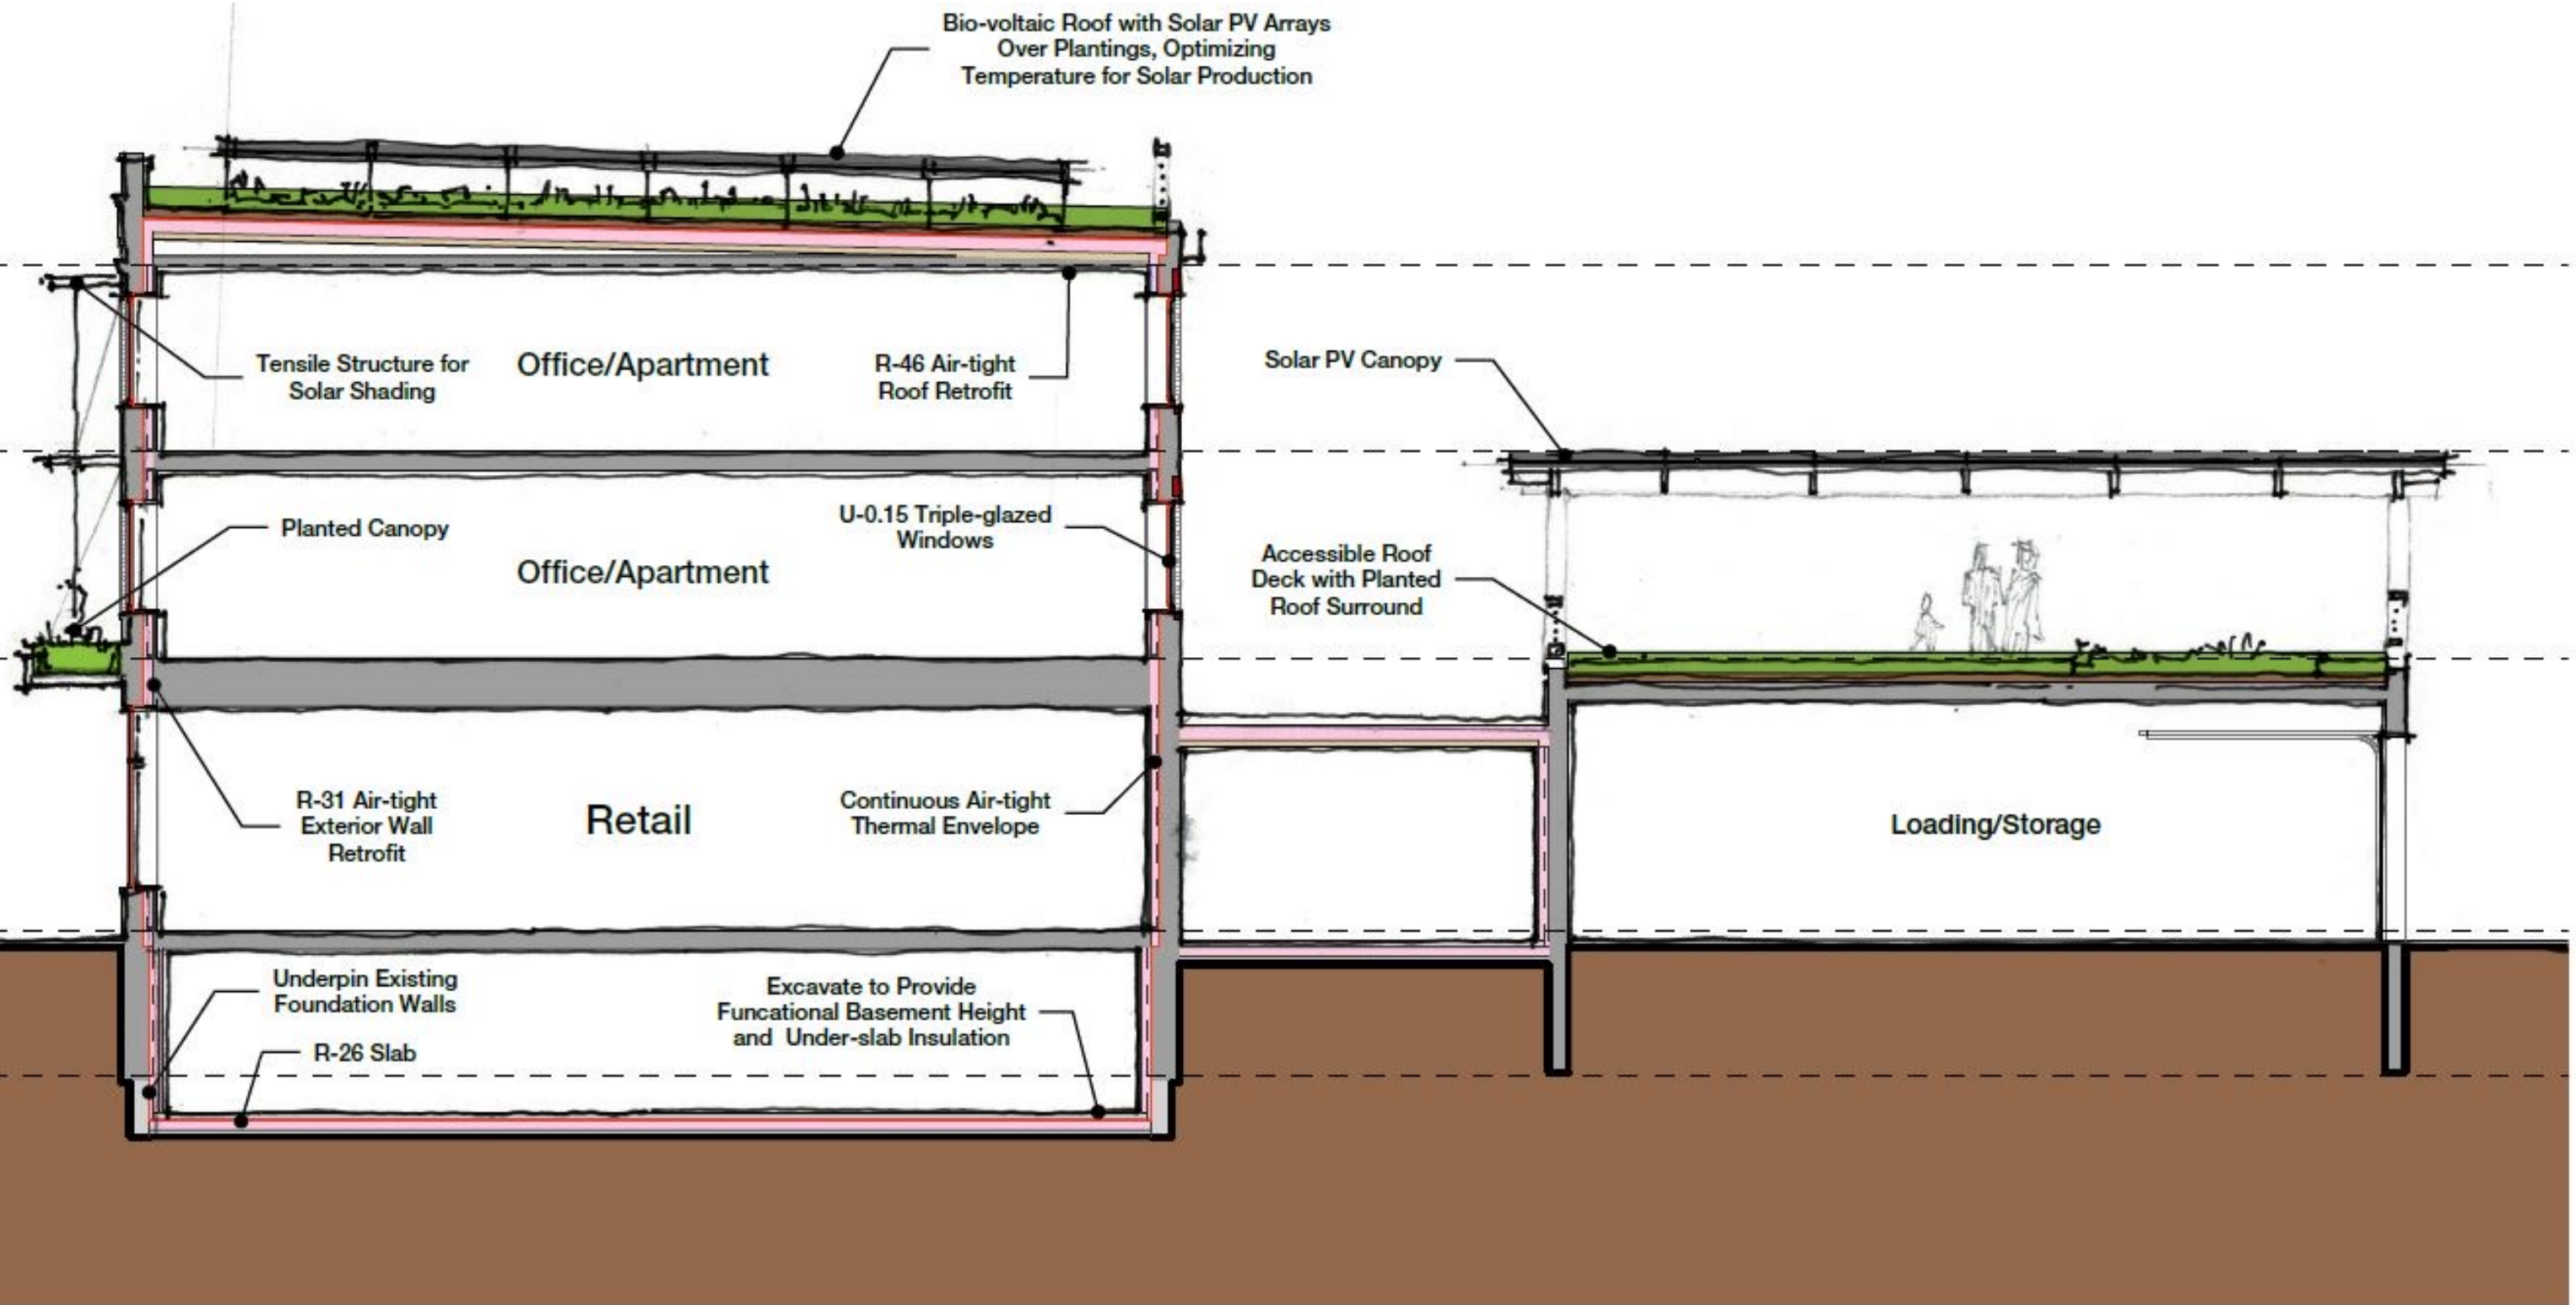 Bio-voltaic Roof with Solar PV Arrays
Over Plantings, Optimizing
Temperature for Solar Production
Tensile Structure for
Solar Shading
Office/Apartment
R-46 Air-tight
Roof Retrofit
Solar PV Canopy
Planted Canopy
Office/Apartment
U-0.15 Triple-glazed
Windows
Accessible Roof
Deck with Planted
Roof Surround
R-31 Air-tight
Exterior Wall
Retrofit
Retail
Continuous Air-tight
Thermal Envelope
Loading/Storage
Underpin Existing
Foundation Walls
R-26 Slab
Excavate to Provide
Funcational Basement Height
and Under-slab Insulation